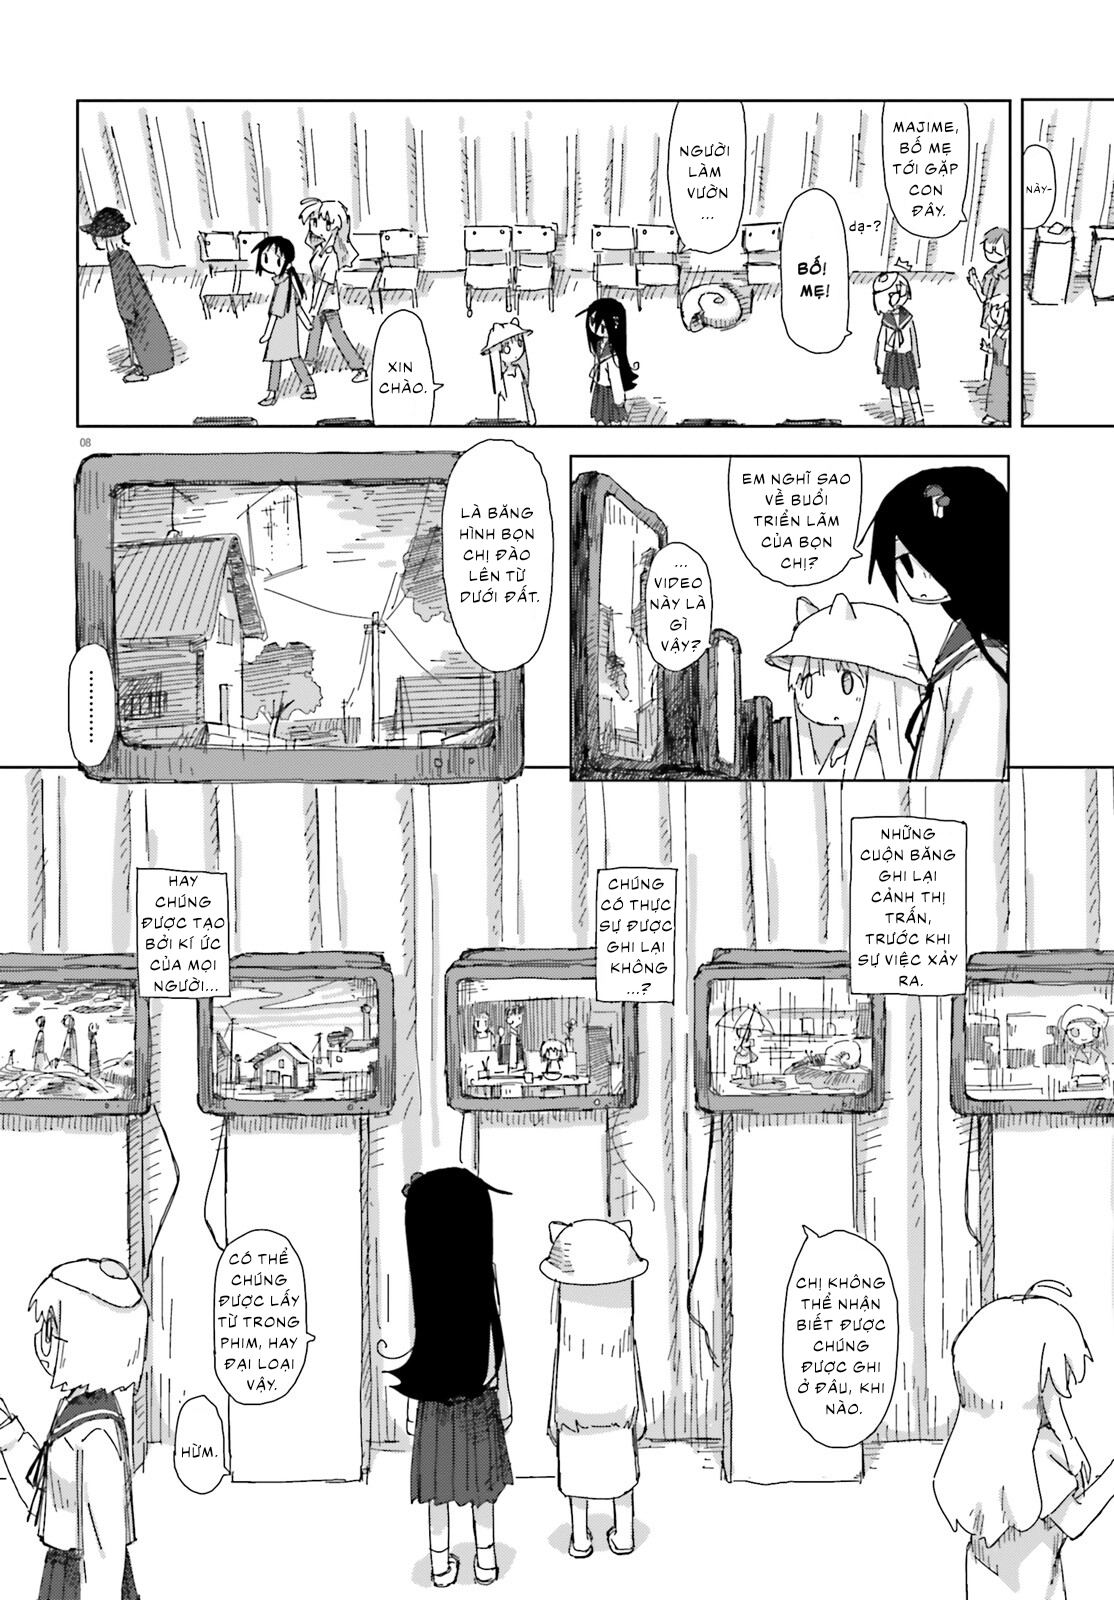 NÀY-
MAJIME,
BỐ MẸ
TỚI GẶP
CON
ĐÂY.
dạ-?
BỐ!
MẸ!
NGƯỜI
LÀM
VƯỜN
...
XIN
CHÀO.
08
EM NGHĨ SAO
VỀ BUỔI
TRIỂN LÃM
CỦA BỌN
CHỊ?
...
VIDEO
NÀY LÀ
GÌ
VẬY?
LÀ BĂNG
HÌNH BỌN
CHỊ ĐÀO
LÊN TỪ
DƯỚI ĐẤT.
..........
NHỮNG
CUỘN BĂNG
GHI LẠI
CẢNH THỊ
TRẤN,
TRƯỚC KHI
SỰ VIỆC XẢY
RA.
CHÚNG
CÓ THỰC
SỰ ĐƯỢC
GHI LẠI
KHÔNG
...?
HAY
CHÚNG
ĐƯỢC TẠO
BỞI KÍ ỨC
CỦA MỌI
NGƯỜI...
CHỊ KHÔNG
THỂ NHẬN
BIẾT ĐƯỢC
CHÚNG
ĐƯỢC GHI
Ở ĐÂU, KHI
NÀO.
CÓ THỂ
CHÚNG
ĐƯỢC LẤY
TỪ TRONG
PHIM, HAY
ĐẠI LOẠI
VẬY.
HỪM.